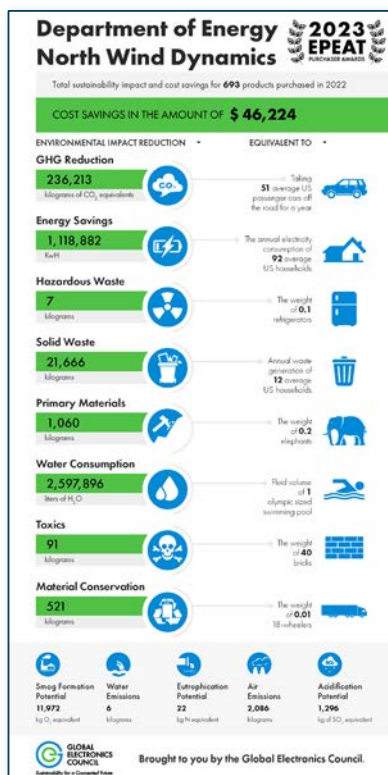 Department of Energy
North Wind Dynamics
2023
EPEAT
PURCHASER AWARDS
Total sustainability impact and cost savings for 693 products purchased in 2022
COST SAVINGS IN THE AMOUNT OF $ 46,224
ENVIRONMENTAL IMPACT REDUCTION
EQUIVALENT TO
GHG Reduction
236,213
kilograms of CO₂ equivalents
CO₂
Taking
51 average US
passenger cars off
the road for a year
Energy Savings
1,118,882
KwH
The annual electricity
consumption of
92 average
US households
Hazardous Waste
7
kilograms
The weight
of 0.1
refrigerators
Solid Waste
21,666
kilograms
Annual waste
generation of
12 average
US households
Primary Materials
1,060
kilograms
The weight
of 0.2
elephants
Water Consumption
2,597,896
liters of H₂O
Fluid volume
of 1
olympic sized
swimming pool
Toxics
91
kilograms
The weight
of 40
bricks
Material Conservation
521
kilograms
The weight
of 0.01
18-wheelers
Smog Formation
Potential
11,972
kg O₃ equivalent
Water
Emissions
6
kilograms
Eutrophication
Potential
22
kg N equivalent
Air
Emissions
2,086
kilograms
Acidification
Potential
1,296
kg of SO₂ equivalent
GLOBAL
ELECTRONICS
COUNCIL
Sustainability for a Connected Future
Brought to you by the Global Electronics Council.